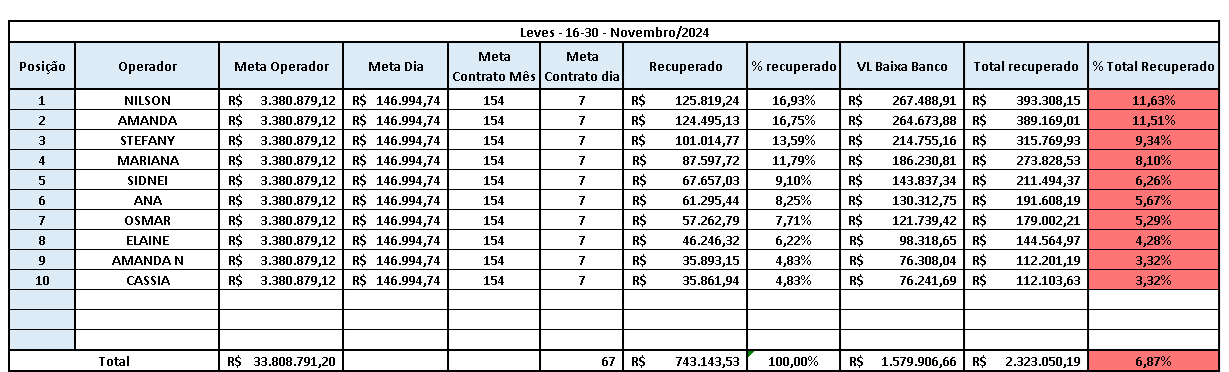 Leves - 16-30 - Novembro/2024
Posição Operador Meta Operador Meta Dia Meta Contrato Mês Meta Contrato dia Recuperado % recuperado VL Baixa Banco Total recuperado % Total Recuperado
1 NILSON R$ 3.380.879,12 R$ 146.994,74 154 7 R$ 125.819,24 16,93% R$ 267.488,91 R$ 393.308,15 11,63%
2 AMANDA R$ 3.380.879,12 R$ 146.994,74 154 7 R$ 124.495,13 16,75% R$ 264.673,88 R$ 389.169,01 11,51%
3 STEFANY R$ 3.380.879,12 R$ 146.994,74 154 7 R$ 101.014,77 13,59% R$ 214.755,16 R$ 315.769,93 9,34%
4 MARIANA R$ 3.380.879,12 R$ 146.994,74 154 7 R$ 87.597,72 11,79% R$ 186.230,81 R$ 273.828,53 8,10%
5 SIDNEI R$ 3.380.879,12 R$ 146.994,74 154 7 R$ 67.657,03 9,10% R$ 143.837,34 R$ 211.494,37 6,26%
6 ANA R$ 3.380.879,12 R$ 146.994,74 154 7 R$ 61.295,44 8,25% R$ 130.312,75 R$ 191.608,19 5,67%
7 OSMAR R$ 3.380.879,12 R$ 146.994,74 154 7 R$ 57.262,79 7,71% R$ 121.739,42 R$ 179.002,21 5,29%
8 ELAINE R$ 3.380.879,12 R$ 146.994,74 154 7 R$ 46.246,32 6,22% R$ 98.318,65 R$ 144.564,97 4,28%
9 AMANDA N R$ 3.380.879,12 R$ 146.994,74 154 7 R$ 35.893,15 4,83% R$ 76.308,04 R$ 112.201,19 3,32%
10 CASSIA R$ 3.380.879,12 R$ 146.994,74 154 7 R$ 35.861,94 4,83% R$ 76.241,69 R$ 112.103,63 3,32%
Total R$ 33.808.791,20 67 R$ 743.143,53 100,00% R$ 1.579.906,66 R$ 2.323.050,19 6,87%